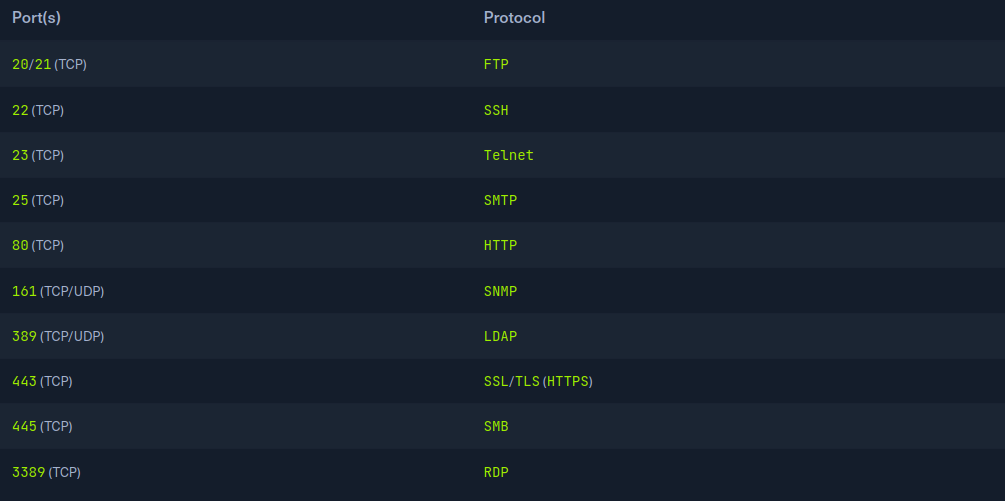 Port(s) Protocol
20/21 (TCP) FTP
22 (TCP) SSH
23 (TCP) Telnet
25 (TCP) SMTP
80 (TCP) HTTP
161 (TCP/UDP) SNMP
389 (TCP/UDP) LDAP
443 (TCP) SSL/TLS (HTTPS)
445 (TCP) SMB
3389 (TCP) RDP